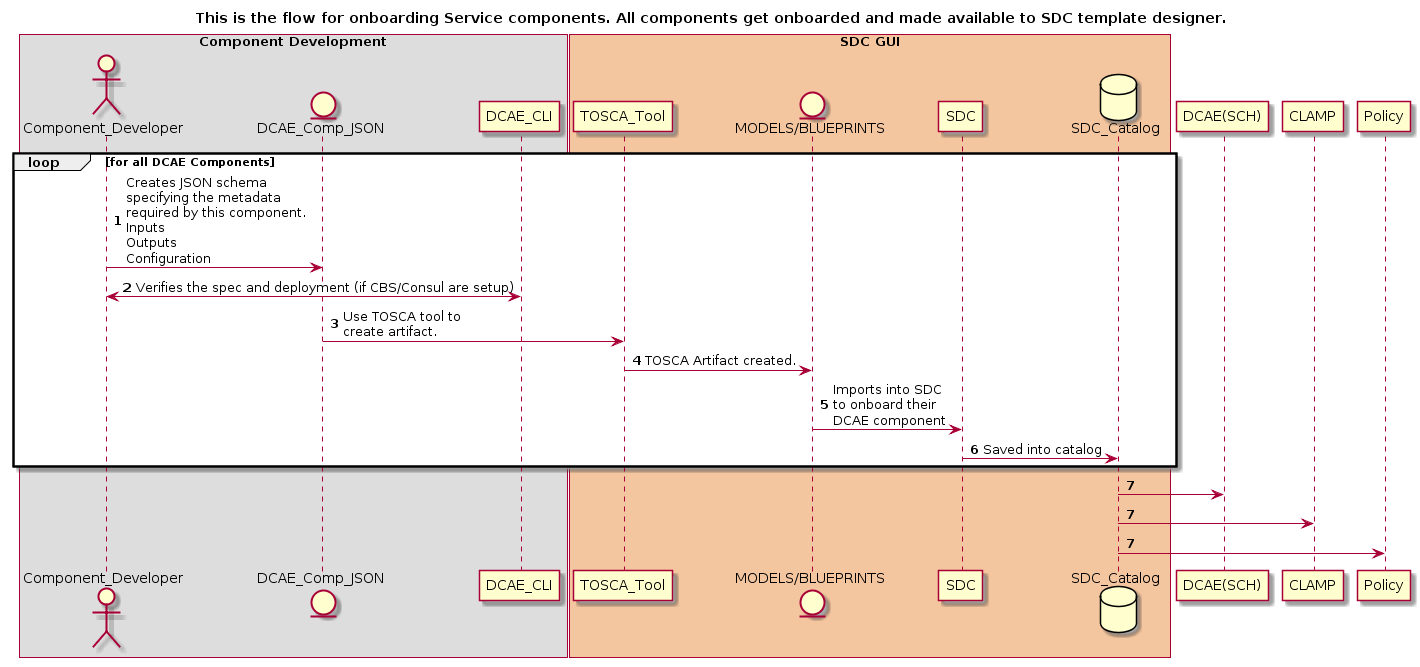 This is the flow for onboarding Service components. All components get onboarded and made available to SDC template designer.
Component Development
SDC GUI
Component_Developer
DCAE_Comp_JSON
DCAE_CLI
TOSCA_Tool
MODELS/BLUEPRINTS
SDC
SDC_Catalog
DCAE(SCH)
CLAMP
Policy
loop [for all DCAE Components]
Creates JSON schema
specifying the metadata
1 required by this component.
Inputs
Outputs
Configuration
2 Verifies the spec and deployment (if CBS/Consul are setup)
3 Use TOSCA tool to
create artifact.
4 TOSCA Artifact created.
Imports into SDC
5 to onboard their
DCAE component
6 Saved into catalog
7
7
7
Component_Developer
DCAE_Comp_JSON
DCAE_CLI
TOSCA_Tool
MODELS/BLUEPRINTS
SDC
SDC_Catalog
DCAE(SCH)
CLAMP
Policy